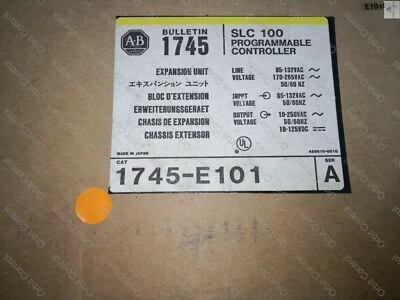 A-B
BULLETIN
1745
SLC 100
PROGRAMMABLE
CONTROLLER
EXPANSION UNIT
エキスパンション ユニット
BLOC D'EXTENSION
ERWEITERUNGSGERAET
CHASIS DE EXPANSION
CHASSIS EXTENSOR
LINE
VOLTAGE
85-132VAC
170-265VAC
50/60 HZ
INPUT
VOLTAGE
85-132VAC
50/60HZ
OUTPUT
VOLTAGE
10-250VAC
50/60HZ
10-125VDC
UL
MADE IN JAPAN
CAT
1745-E101
SER
A
Orbi Control